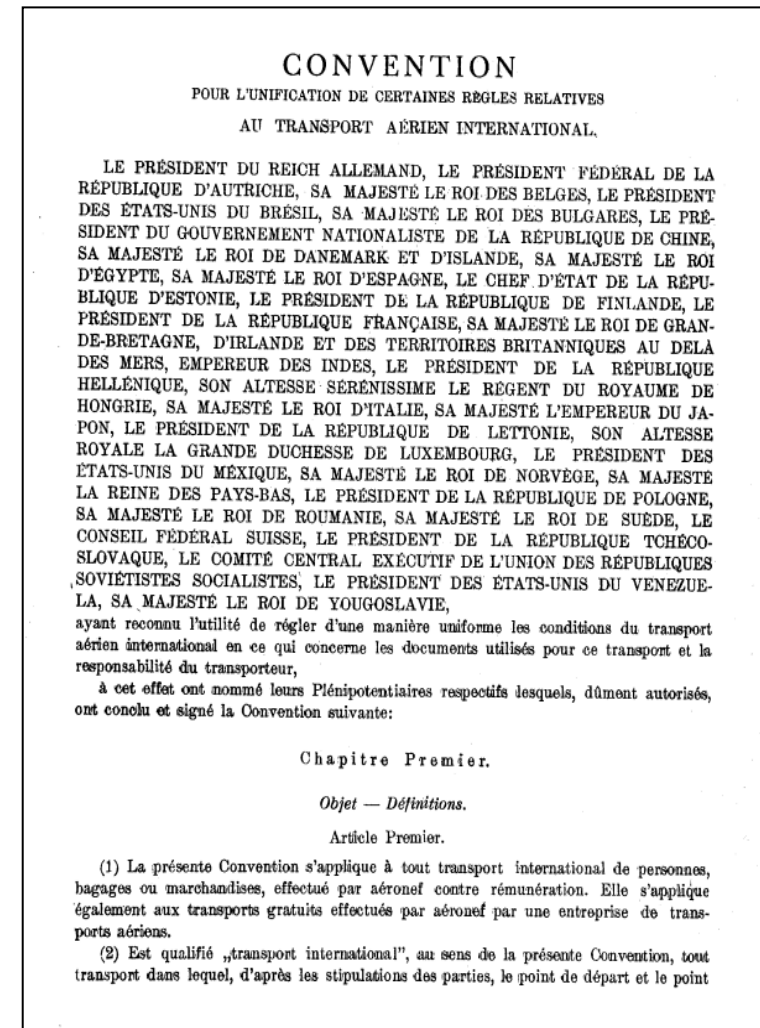 CONVENTION
POUR L'UNIFICATION DE CERTAINES RÈGLES RELATIVES
AU TRANSPORT AÉRIEN INTERNATIONAL.
LE PRÉSIDENT DU REICH ALLEMAND, LE PRÉSIDENT FÉDÉRAL DE LA
RÉPUBLIQUE D'AUTRICHE, SA MAJESTÉ LE ROI DES BELGES, LE PRÉSIDENT
DES ÉTATS-UNIS DU BRÉSIL, SA MAJESTÉ LE ROI DES BULGARES, LE PRÉ-
SIDENT DU GOUVERNEMENT NATIONALISTE DE LA RÉPUBLIQUE DE CHINE,
SA MAJESTÉ LE ROI DE DANEMARK ET D'ISLANDE, SA MAJESTÉ LE ROI
D'ÉGYPTE, SA MAJESTÉ LE ROI D'ESPAGNE, LE CHEF D'ÉTAT DE LA RÉPU-
BLIQUE D'ESTONIE, LE PRÉSIDENT DE LA RÉPUBLIQUE DE FINLANDE, LE
PRÉSIDENT DE LA RÉPUBLIQUE FRANÇAISE, SA MAJESTÉ LE ROI DE GRAN-
DE-BRETAGNE, D'IRLANDE ET DES TERRITOIRES BRITANNIQUES AU DELÀ
DES MERS, EMPEREUR DES INDES, LE PRÉSIDENT DE LA RÉPUBLIQUE
HELLÉNIQUE, SON ALTESSE SÉRÉNISSIME LE RÉGENT DU ROYAUME DE
HONGRIE, SA MAJESTÉ LE ROI D'ITALIE, SA MAJESTÉ L'EMPEREUR DU JA-
PON, LE PRÉSIDENT DE LA RÉPUBLIQUE DE LETTONIE, SON ALTESSE
ROYALE LA GRANDE DUCHESSE DE LUXEMBOURG, LE PRÉSIDENT DES
ÉTATS-UNIS DU MÉXIQUE, SA MAJESTÉ LE ROI DE NORVÈGE, SA MAJESTÉ
LA REINE DES PAYS-BAS, LE PRÉSIDENT DE LA RÉPUBLIQUE DE POLOGNE,
SA MAJESTÉ LE ROI DE ROUMANIE, SA MAJESTÉ LE ROI DE SUÈDE, LE
CONSEIL FÉDÉRAL SUISSE, LE PRÉSIDENT DE LA RÉPUBLIQUE TCHÉCO-
SLOVAQUE, LE COMITÉ CENTRAL EXÉCUTIF DE L'UNION DES RÉPUBLIQUES
SOVIÉTISTES SOCIALISTES, LE PRÉSIDENT DES ÉTATS-UNIS DU VENEZUE-
LA, SA MAJESTÉ LE ROI DE YOUGOSLAVIE,
ayant reconnu l'utilité de régler d'une manière uniforme les conditions du transport
aérien international en ce qui concerne les documents utilisés pour ce transport et la
responsabilité du transporteur,
à cet effet ont nommé leurs Plénipotentiaires respectifs lesquels, dûment autorisés,
ont conclu et signé la Convention suivante:
Chapitre Premier.
Objet — Définitions.
Article Premier.
(1) La présente Convention s'applique à tout transport international de personnes,
bagages ou marchandises, effectué par aéronef contre rémunération. Elle s'applique
également aux transports gratuits effectués par aéronef par une entreprise de trans-
ports aériens.
(2) Est qualifié „transport international", au sens de la présente Convention, tout
transport dans lequel, d'après les stipulations des parties, le point de départ et le point